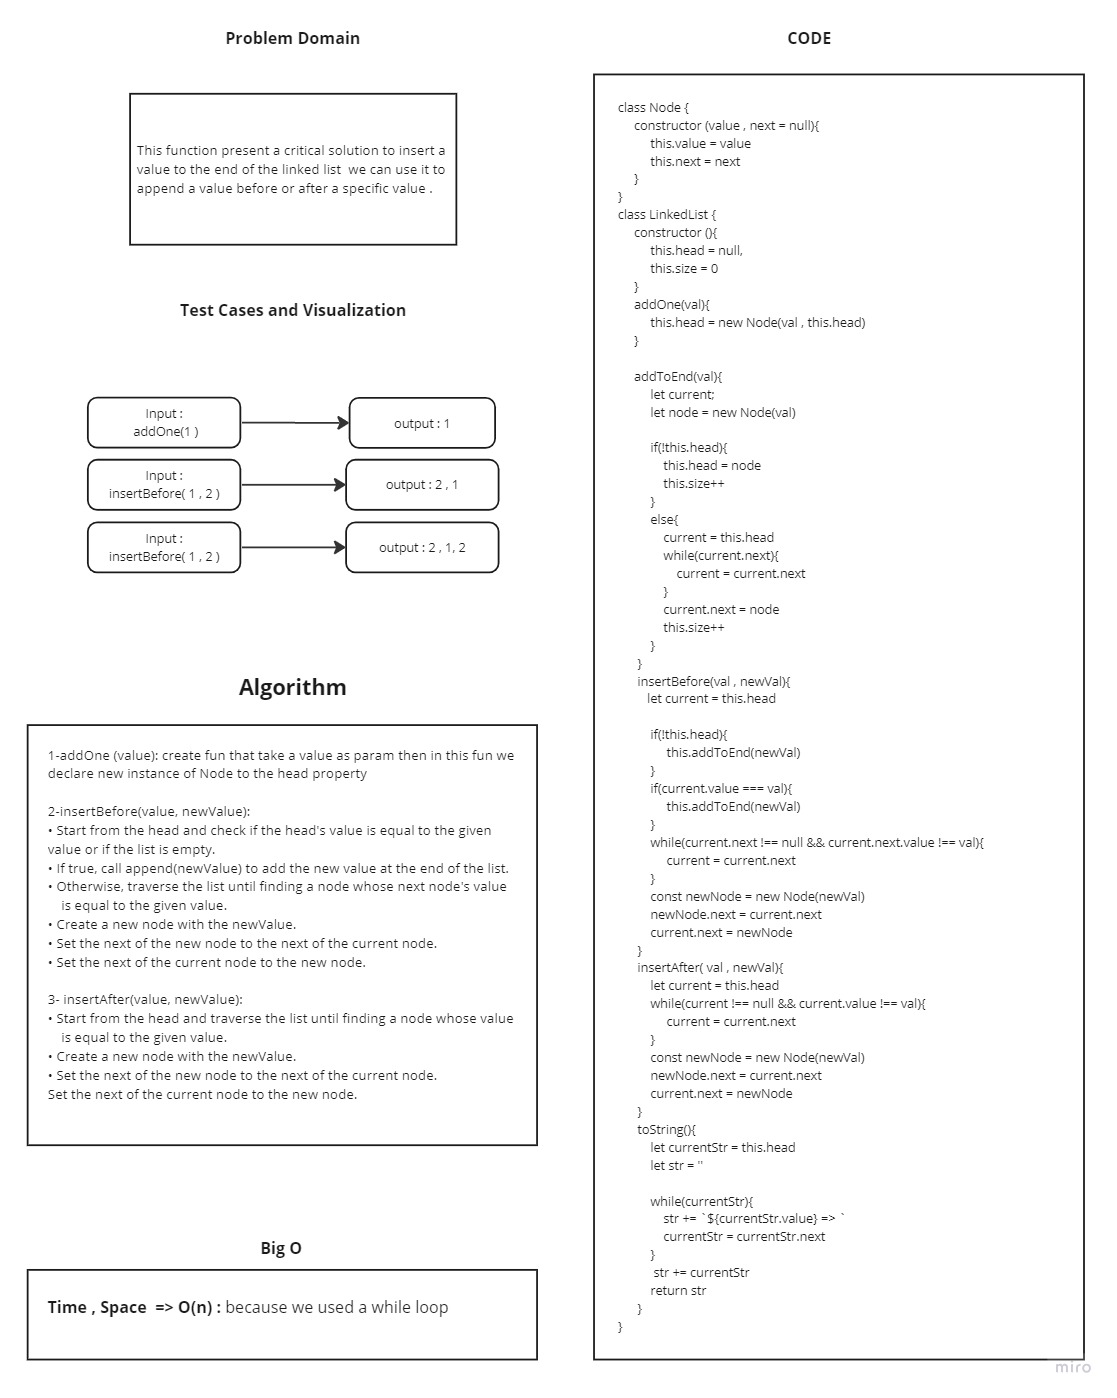 Problem Domain
This function present a critical solution to insert a
value to the end of the linked list  we can use it to
append a value before or after a specific value .
Test Cases and Visualization
Input :
addOne(1 )
output : 1
Input :
insertBefore( 1 , 2 )
output : 2 , 1
Input :
insertBefore( 1 , 2 )
output : 2 , 1, 2
Algorithm
1-addOne (value): create fun that take a value as param then in this fun we
declare new instance of Node to the head property
2-insertBefore(value, newValue):
• Start from the head and check if the head's value is equal to the given
value or if the list is empty.
• If true, call append(newValue) to add the new value at the end of the list.
• Otherwise, traverse the list until finding a node whose next node's value
is equal to the given value.
• Create a new node with the newValue.
• Set the next of the new node to the next of the current node.
• Set the next of the current node to the new node.
3- insertAfter(value, newValue):
• Start from the head and traverse the list until finding a node whose value
is equal to the given value.
• Create a new node with the newValue.
• Set the next of the new node to the next of the current node.
Set the next of the current node to the new node.
Big O
Time , Space  => O(n) : because we used a while loop
CODE
class Node {
constructor (value , next = null){
this.value = value
this.next = next
}
}
class LinkedList {
constructor (){
this.head = null,
this.size = 0
}
addOne(val){
this.head = new Node(val , this.head)
}
addToEnd(val){
let current;
let node = new Node(val)
if(!this.head){
this.head = node
this.size++
}
else{
current = this.head
while(current.next){
current = current.next
}
current.next = node
this.size++
}
}
insertBefore(val , newVal){
let current = this.head
if(!this.head){
this.addToEnd(newVal)
}
if(current.value === val){
this.addToEnd(newVal)
}
while(current.next !== null && current.next.value !== val){
current = current.next
}
const newNode = new Node(newVal)
newNode.next = current.next
current.next = newNode
}
insertAfter( val , newVal){
let current = this.head
while(current !== null && current.value !== val){
current = current.next
}
const newNode = new Node(newVal)
newNode.next = current.next
current.next = newNode
}
toString(){
let currentStr = this.head
let str = ''
while(currentStr){
str += `${currentStr.value} => `
currentStr = currentStr.next
}
str += currentStr
return str
}
}
miro